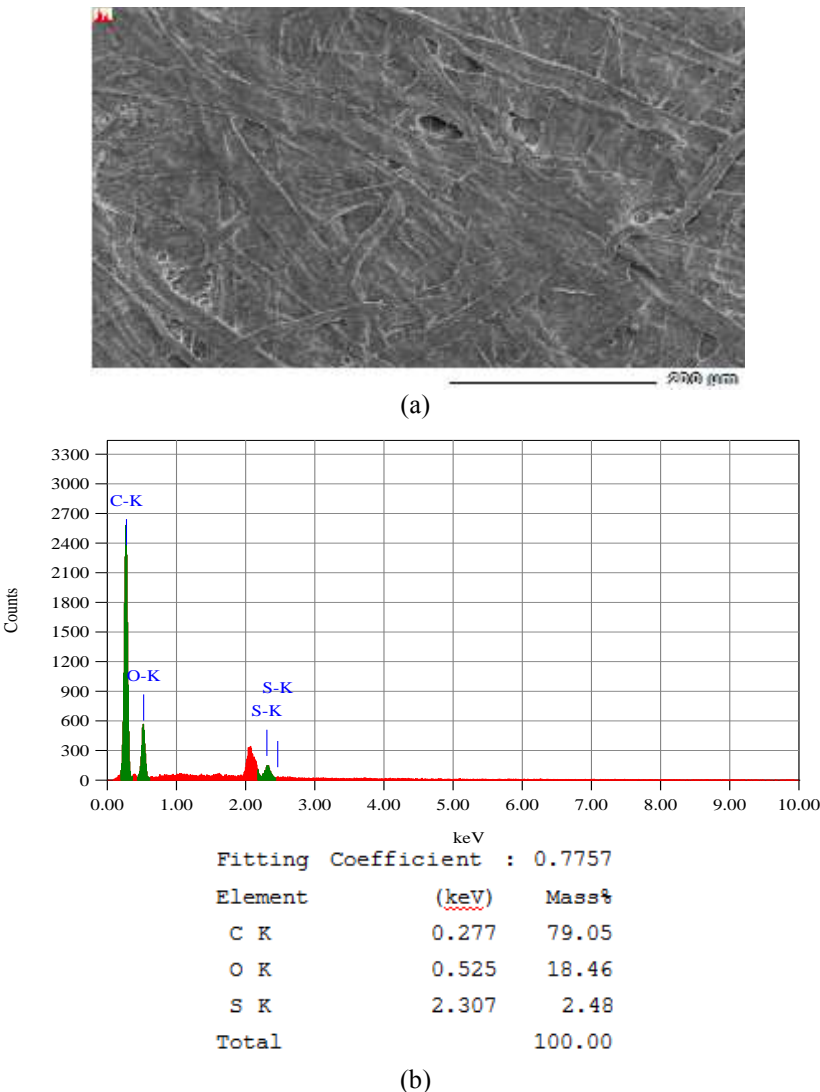 200 µm
(a)
3300
3000
2700
2400
2100
1800
1500
1200
900
600
300
0
Counts
C-K
O-K
S-K
S-K
0.00 1.00 2.00 3.00 4.00 5.00 6.00 7.00 8.00 9.00 10.00
keV
Fitting Coefficient : 0.7757
Element (keV) Mass%
C K 0.277 79.05
O K 0.525 18.46
S K 2.307 2.48
Total 100.00
(b)